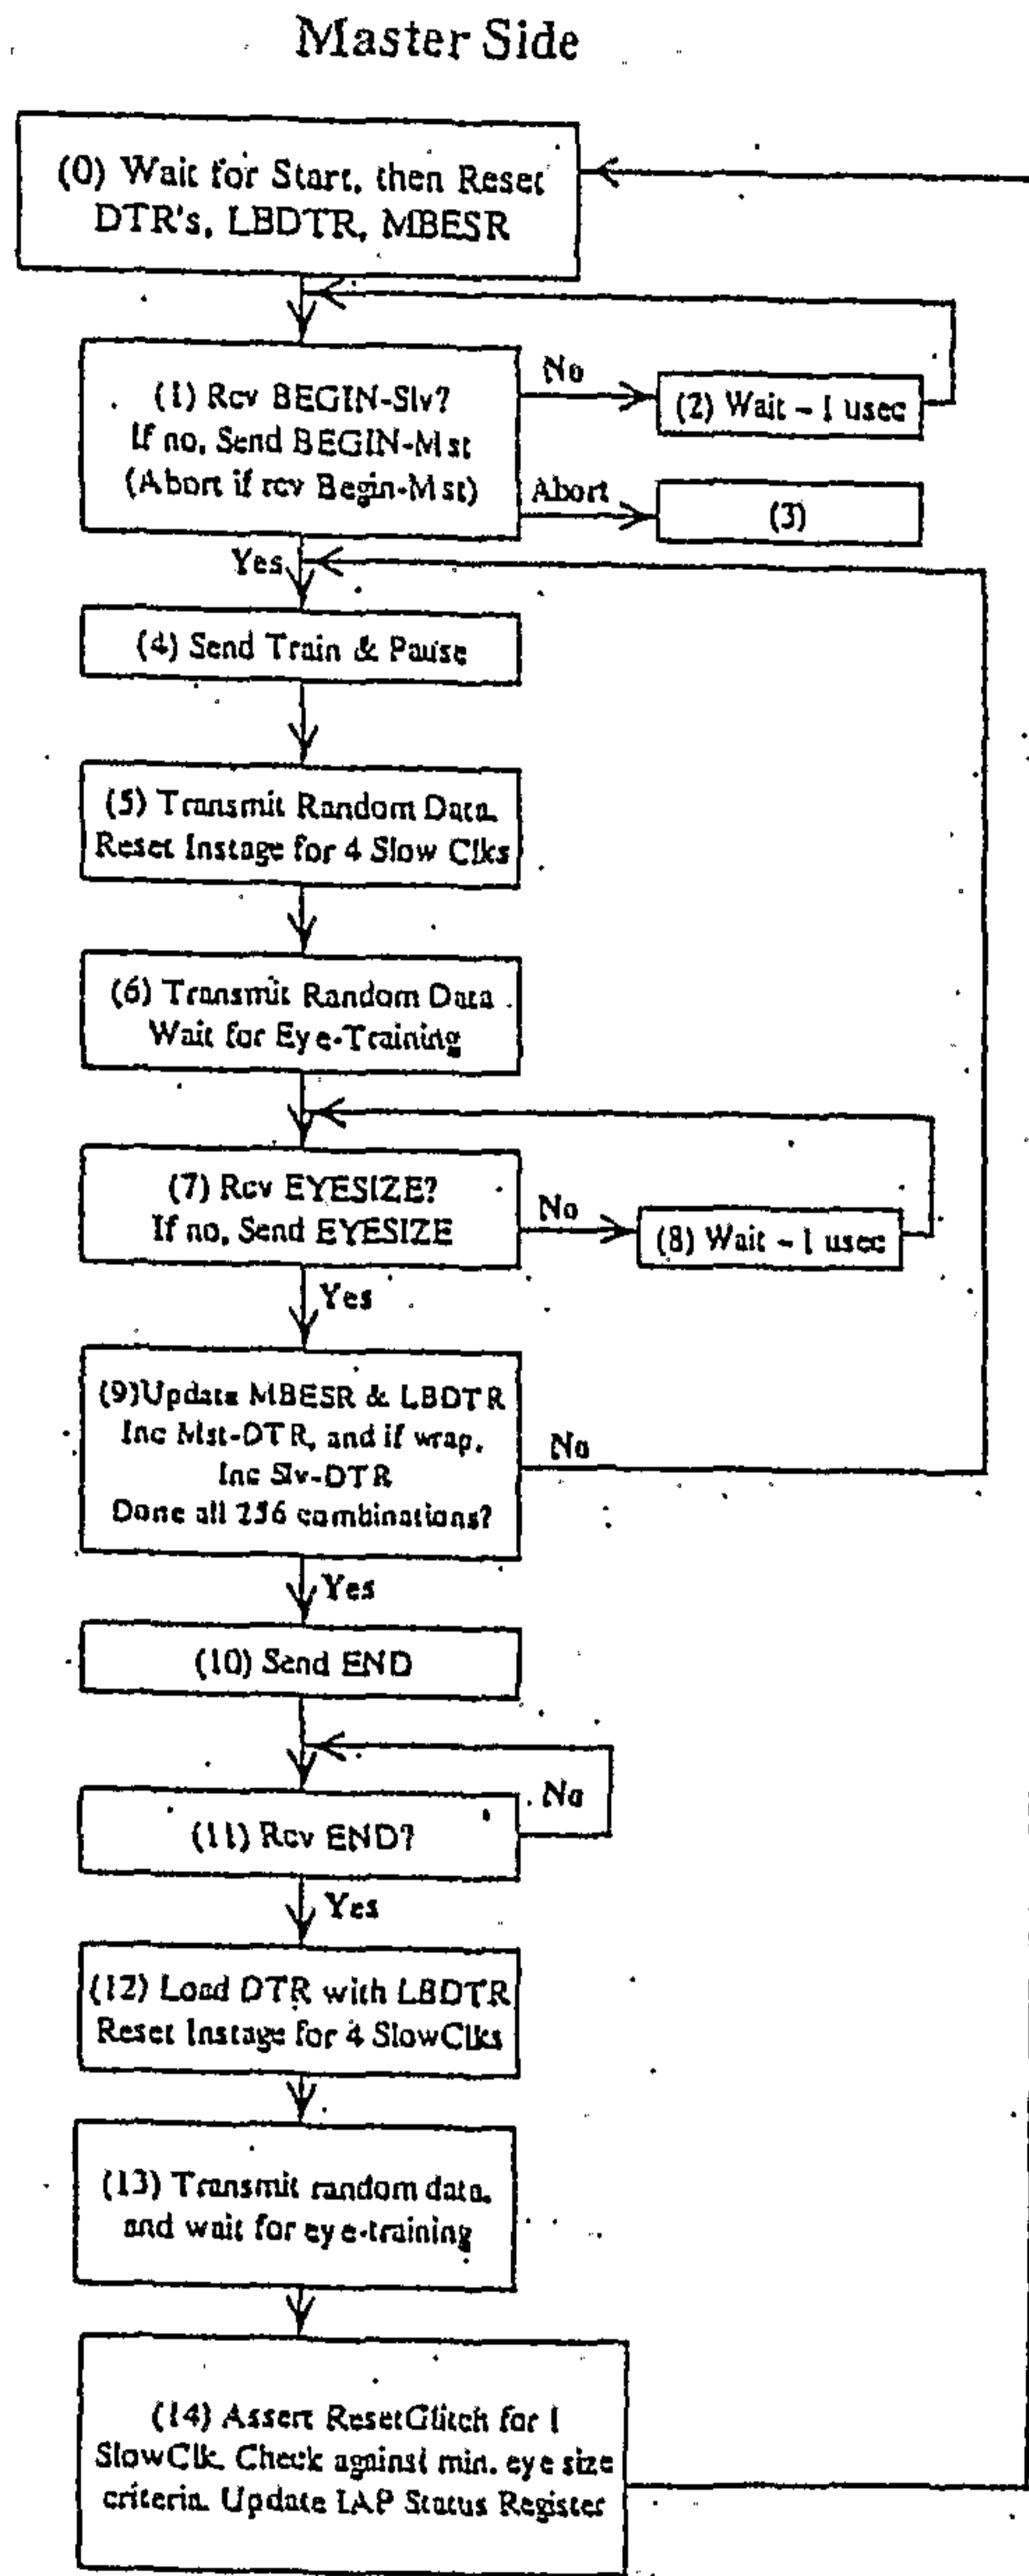 Master Side
(0) Wait for Start, then Reset
DTR's, LBDTR, MBESR
(1) Rcv BEGIN-Slv?
If no, Send BEGIN-Mst
(Abort if rcv Begin-Mst)
No
(2) Wait ~ 1 usec
Abort
(3)
Yes
(4) Send Train & Pause
(5) Transmit Random Data.
Reset Instage for 4 Slow Clks
(6) Transmit Random Data
Wait for Eye-Training
(7) Rcv EYESIZE?
If no, Send EYESIZE
No
(8) Wait ~ 1 usec
Yes
(9)Update MBESR & LBDTR
Inc Mst-DTR, and if wrap,
Inc Slv-DTR
Done all 256 combinations?
No
Yes
(10) Send END
(11) Rcv END?
No
Yes
(12) Load DTR with LBDTR
Reset Instage for 4 SlowClks
(13) Transmit random data,
and wait for eye-training
(14) Assert ResetGlitch for 1
SlowClk. Check against min. eye size
criteria. Update IAP Status Register